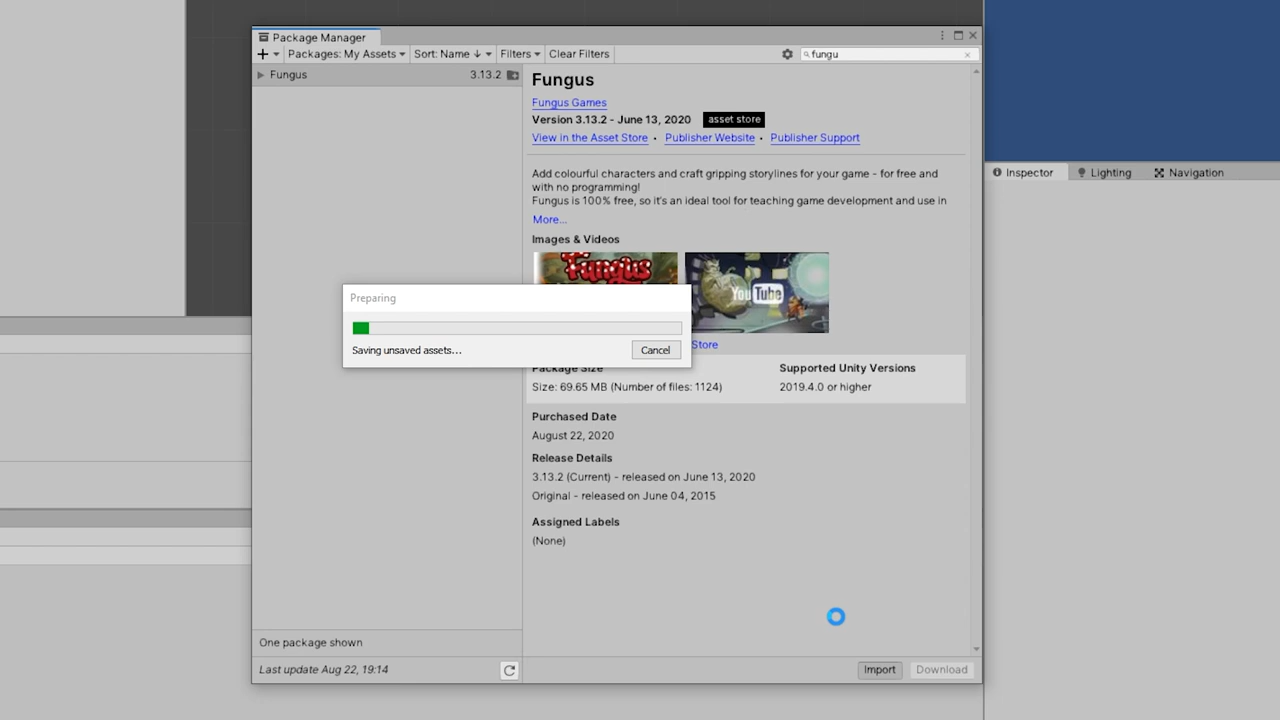 Package Manager
Packages: My Assets
Sort: Name ↓
Filters
Clear Filters
fungu
Fungus 3.13.2
Fungus
Fungus Games
Version 3.13.2 - June 13, 2020 asset store
View in the Asset Store • Publisher Website • Publisher Support
Add colourful characters and craft gripping storylines for your game - for free and
with no programming!
Fungus is 100% free, so it's an ideal tool for teaching game development and use in
More...
Images & Videos
Fungus
YouTube
Store
Preparing
Saving unsaved assets...
Cancel
Package Size
Size: 69.65 MB (Number of files: 1124)
Supported Unity Versions
2019.4.0 or higher
Purchased Date
August 22, 2020
Release Details
3.13.2 (Current) - released on June 13, 2020
Original - released on June 04, 2015
Assigned Labels
(None)
One package shown
Last update Aug 22, 19:14
Import
Download
Inspector
Lighting
Navigation